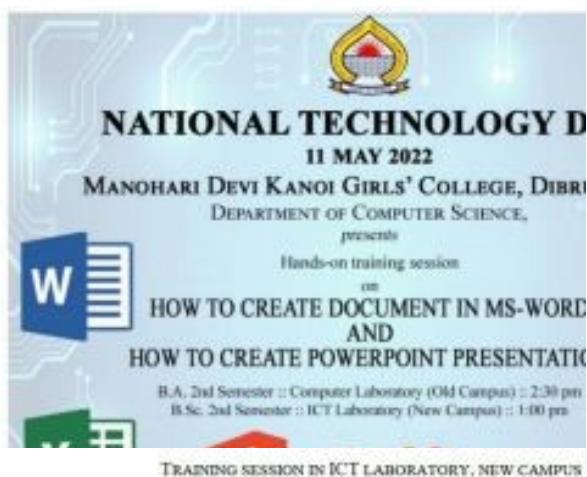 NATIONAL TECHNOLOGY D
11 MAY 2022
MANOHARI DEVI KANOI GIRLS' COLLEGE, DIBRU
DEPARTMENT OF COMPUTER SCIENCE,
presents
Hands-on training session
on
HOW TO CREATE DOCUMENT IN MS-WORD
AND
HOW TO CREATE POWERPOINT PRESENTATIO
B.A. 2nd Semester :: Computer Laboratory (Old Campus) :: 2:30 pm
B.Sc. 2nd Semester :: ICT Laboratory (New Campus) :: 1:00 pm
W
TRAINING SESSION IN ICT LABORATORY, NEW CAMPUS